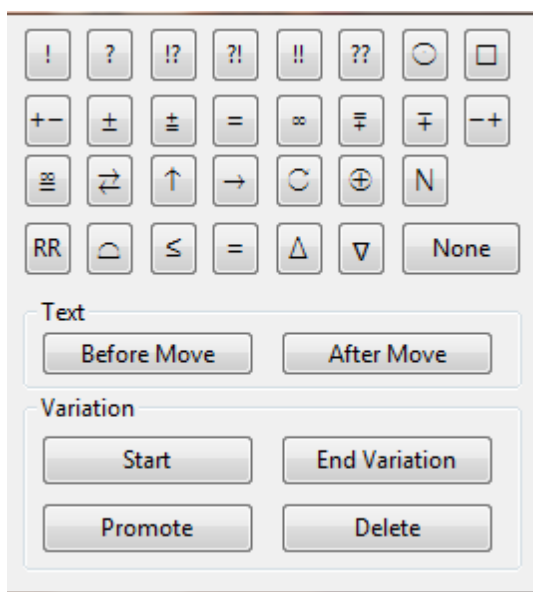 ! ? !? ?! !! ?? ⨀ □
+− ± ⩲ = ∞ ⩱ ∓ −+
⯹ ⇄ ↑ → ↻ ⊕ N
RR ⌓ ≤ = Δ ∇ None
Text
Before Move After Move
Variation
Start End Variation
Promote Delete